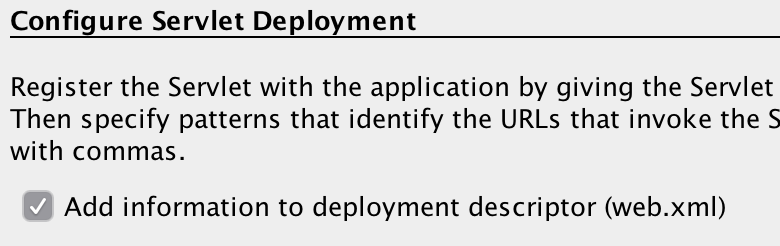 Configure Servlet Deployment
Register the Servlet with the application by giving the Servlet
Then specify patterns that identify the URLs that invoke the
with commas.
Add information to deployment descriptor (web.xml)